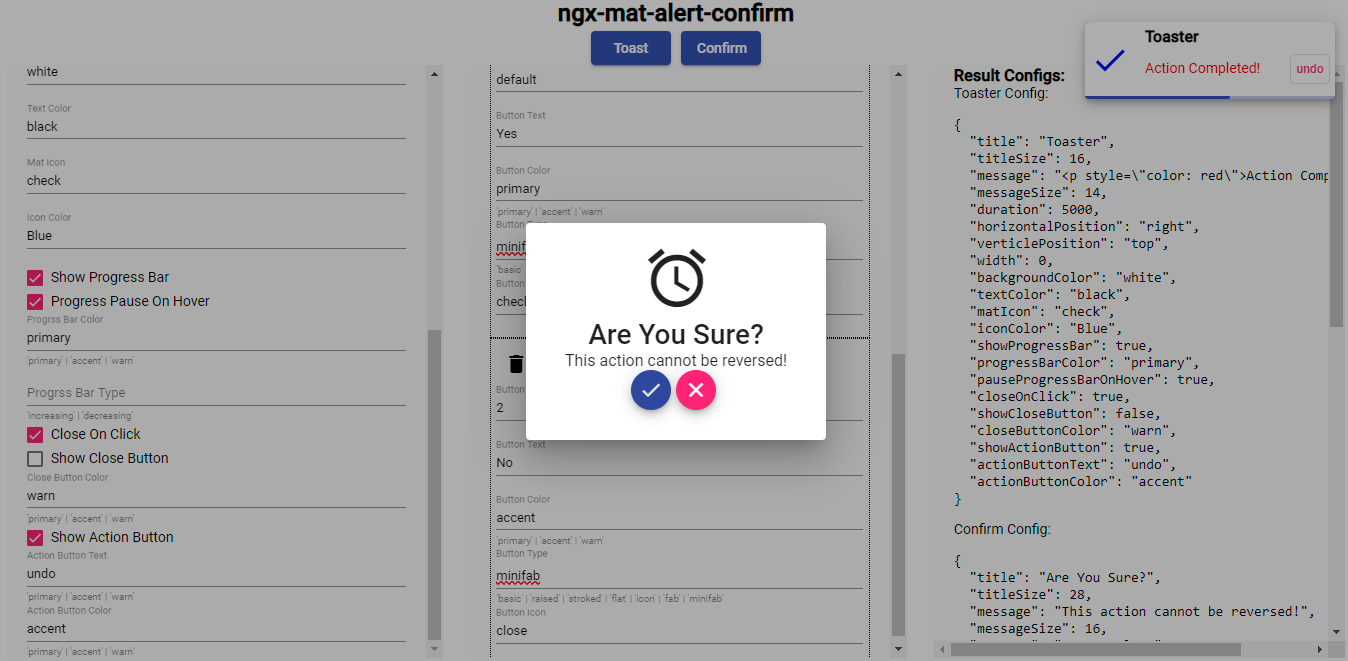 ngx-mat-alert-confirm
Toast
Confirm
Toaster
Action Completed!
undo
white
Text Color
black
Mat Icon
check
Icon Color
Blue
Show Progress Bar
Progress Pause On Hover
Progrss Bar Color
primary
'primary' | 'accent' | 'warn'
Progrss Bar Type
'increasing' | 'decreasing'
Close On Click
Show Close Button
Close Button Color
warn
'primary' | 'accent' | 'warn'
Show Action Button
Action Button Text
undo
'primary' | 'accent' | 'warn'
Action Button Color
accent
'primary' | 'accent' | 'warn'
default
Button Text
Yes
Button Color
primary
'primary' | 'accent' | 'warn'
Button
minif
'basic'
Button
check
Button
2
Button Text
No
Button Color
accent
'primary' | 'accent' | 'warn'
Button Type
minifab
'basic' | 'raised' | 'stroked' | 'flat' | 'icon' | 'fab' | 'minifab'
Button Icon
close
Are You Sure?
This action cannot be reversed!
Result Configs:
Toaster Config:
{
"title": "Toaster",
"titleSize": 16,
"message": "<p style=\"color: red\">Action Comp
"messageSize": 14,
"duration": 5000,
"horizontalPosition": "right",
"verticlePosition": "top",
"width": 0,
"backgroundColor": "white",
"textColor": "black",
"matIcon": "check",
"iconColor": "Blue",
"showProgressBar": true,
"progressBarColor": "primary",
"pauseProgressBarOnHover": true,
"closeOnClick": true,
"showCloseButton": false,
"closeButtonColor": "warn",
"showActionButton": true,
"actionButtonText": "undo",
"actionButtonColor": "accent"
}
Confirm Config:
{
"title": "Are You Sure?",
"titleSize": 28,
"message": "This action cannot be reversed!",
"messageSize": 16,